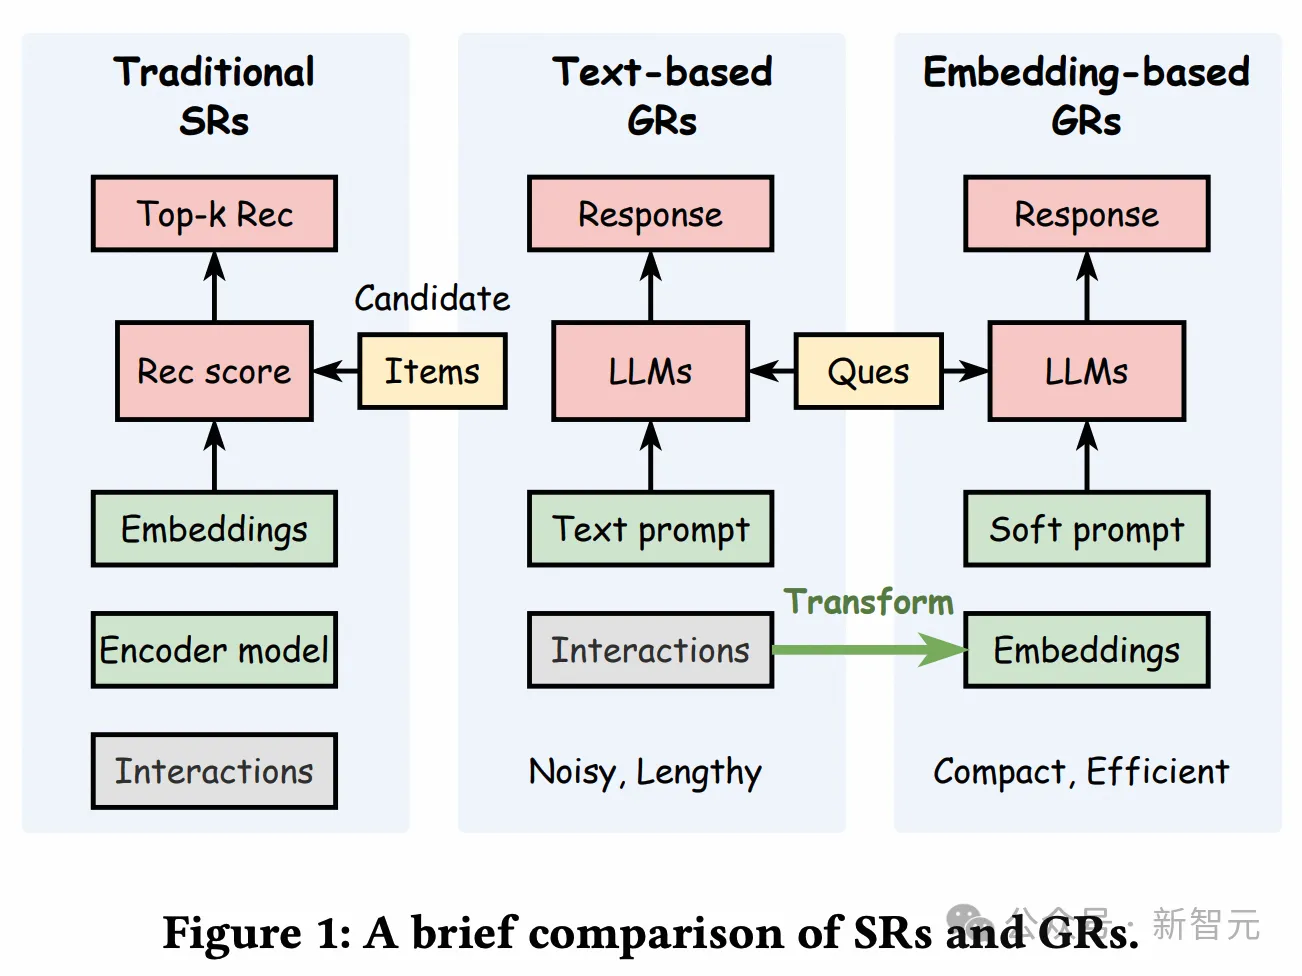 Traditional
SRs
Top-k Rec
Rec score
Candidate
Items
Embeddings
Encoder model
Interactions
Text-based
GRs
Response
LLMs
Ques
Text prompt
Interactions
Transform
Noisy, Lengthy
Embedding-based
GRs
Response
LLMs
Soft prompt
Embeddings
Compact, Efficient
Figure 1: A brief comparison of SRs and GRs.
公众号 · 新智元